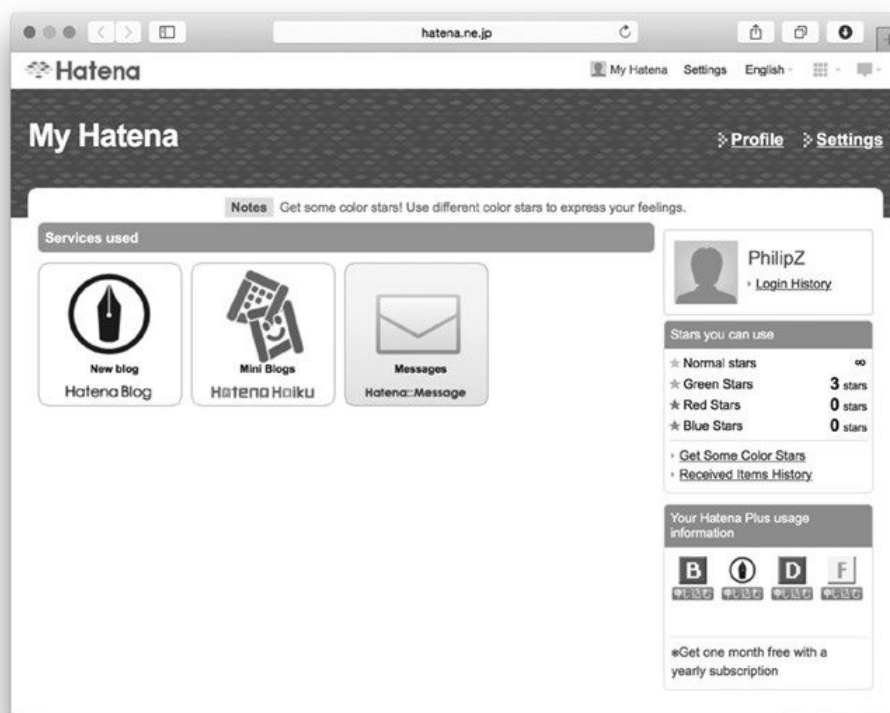 hatena.ne.jp
Hatena
My Hatena Settings English
My Hatena
Profile Settings
Notes Get some color stars! Use different color stars to express your feelings.
Services used
New blog
Hatena Blog
Mini Blogs
Hatena Haiku
Messages
Hatena::Message
PhilipZ
Login History
Stars you can use
Normal stars ∞
Green Stars 3 stars
Red Stars 0 stars
Blue Stars 0 stars
Get Some Color Stars
Received Items History
Your Hatena Plus usage
information
B D F
*Get one month free with a
yearly subscription